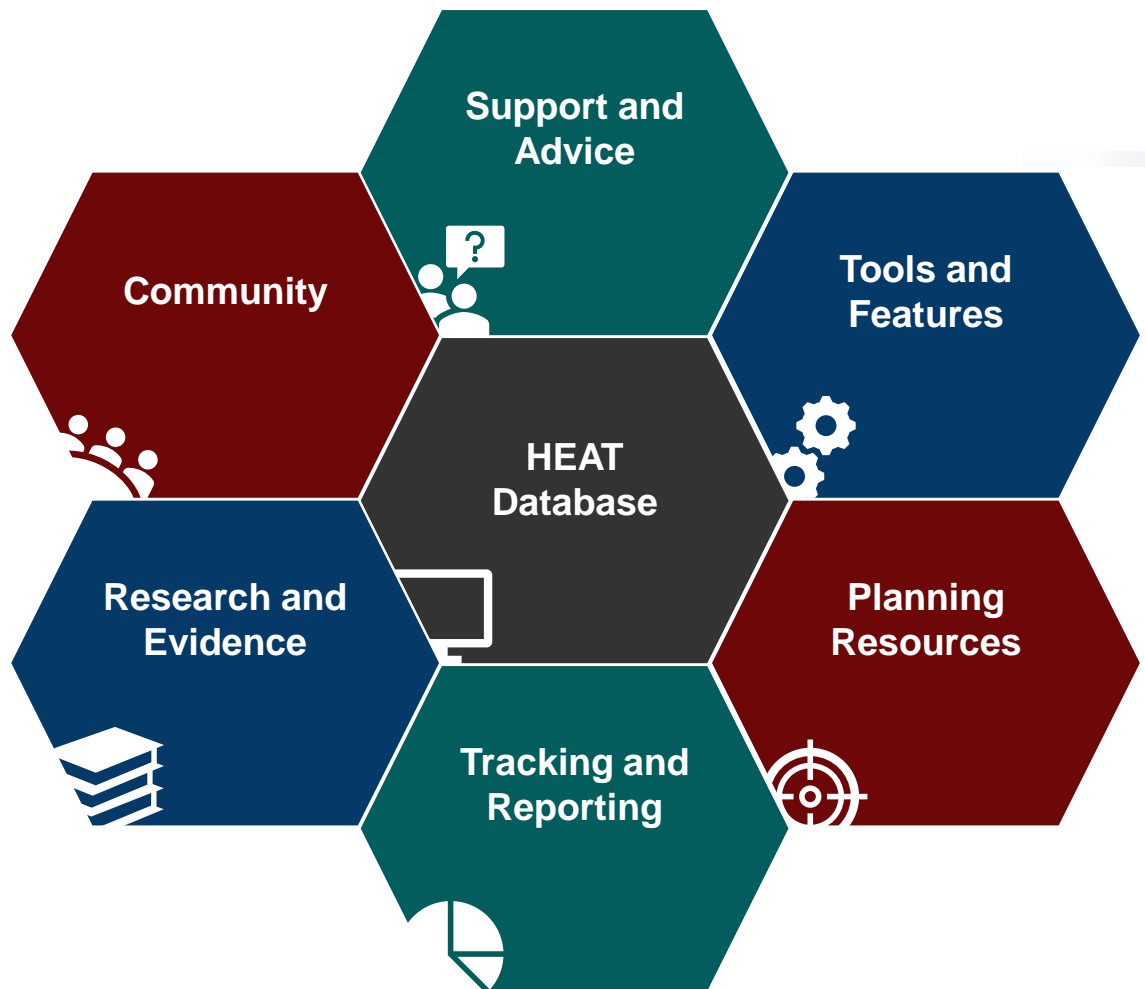 Support and
Advice
Community
Tools and
Features
?
HEAT
Database
Research and
Evidence
Planning
Resources
Tracking and
Reporting